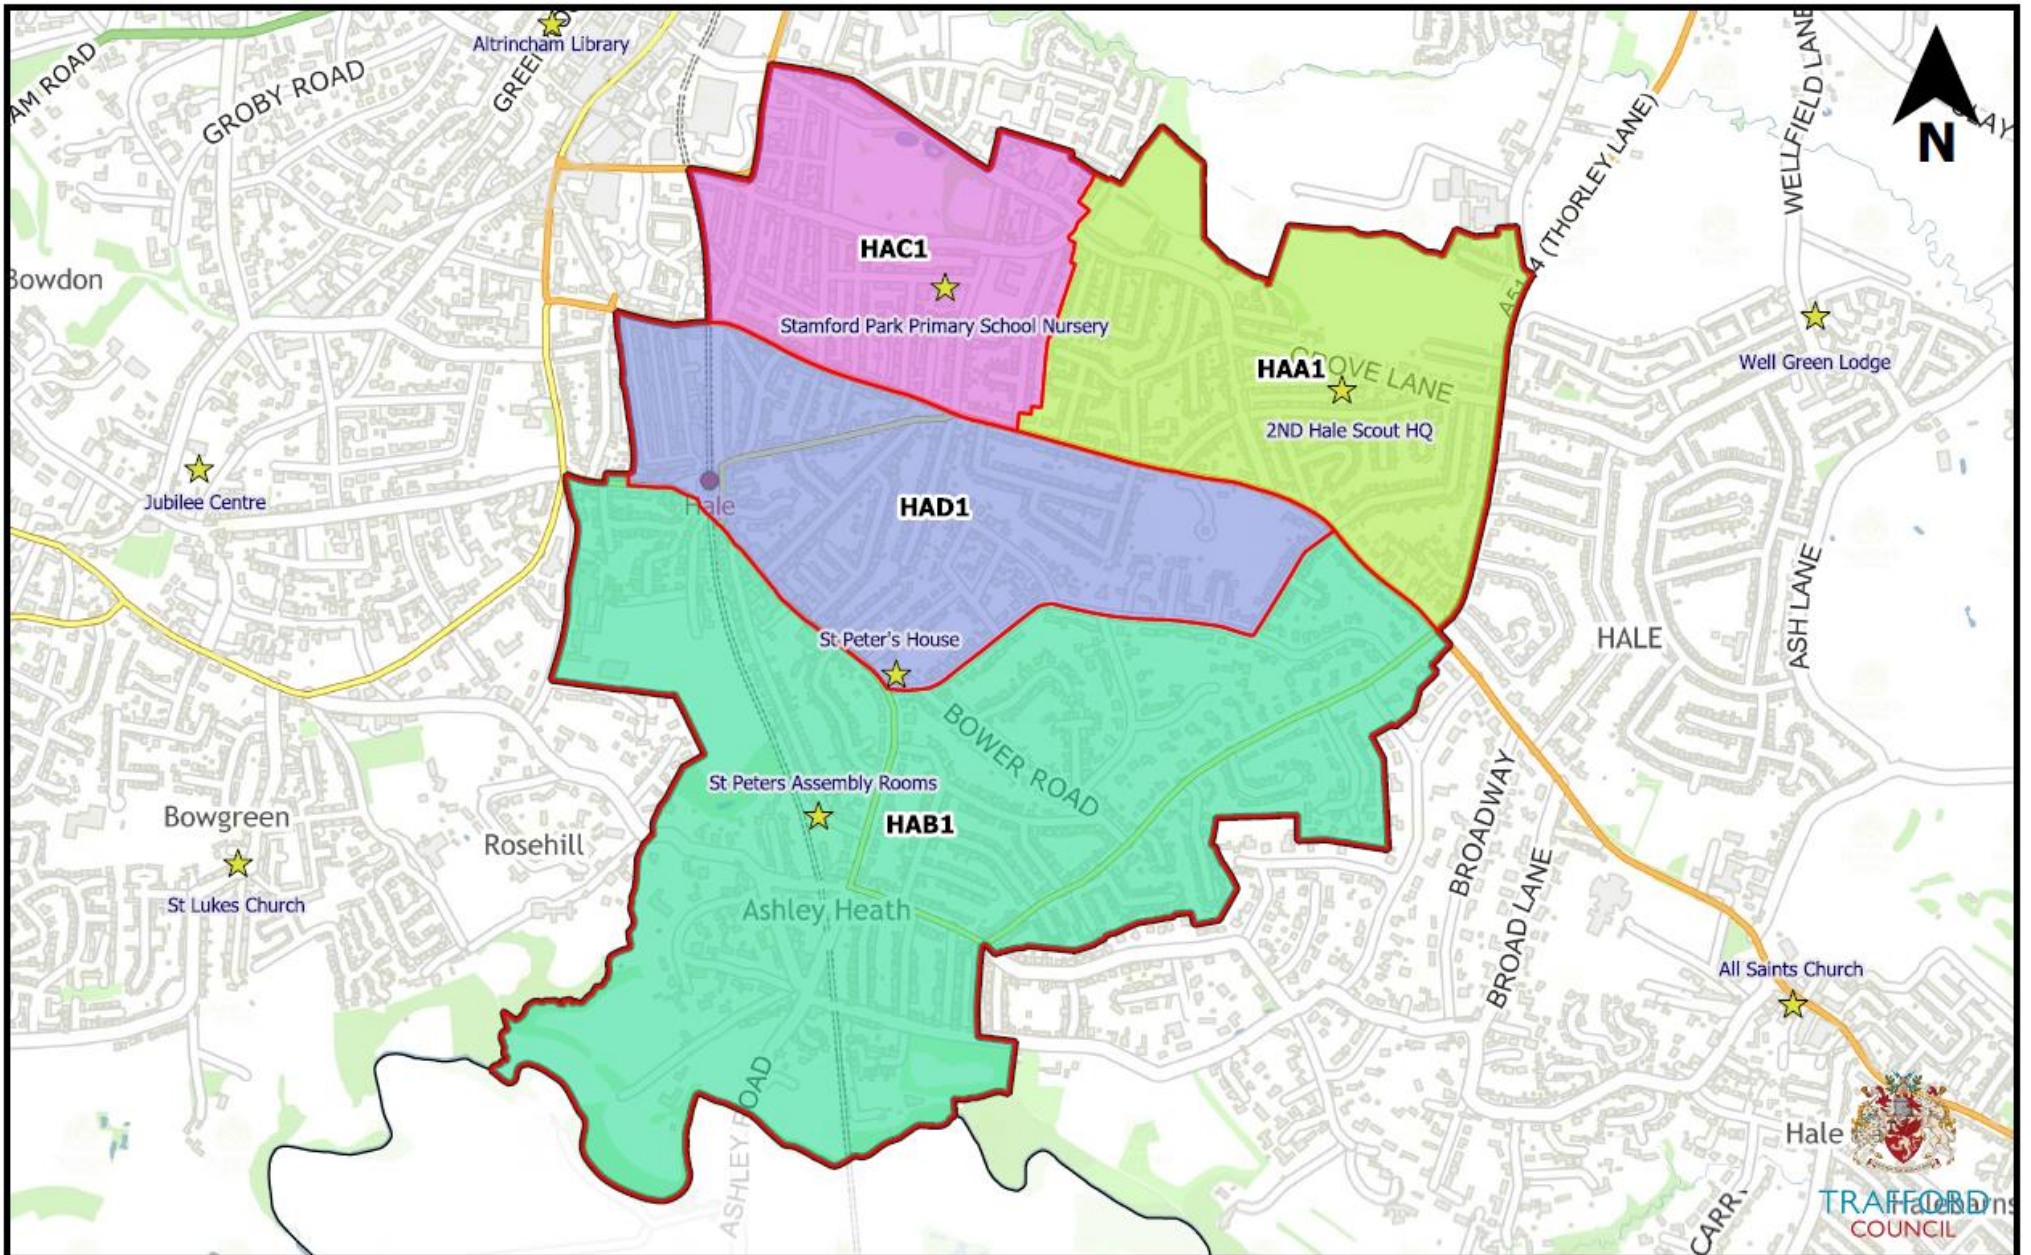 Altrincham Library
AM ROAD
GROBY ROAD
GREEN
WELLFIELD LANE
CLAY
N
A5144 (THORLEY LANE)
Bowdon
HAC1
Stamford Park Primary School Nursery
HAA1
GROVE LANE
2ND Hale Scout HQ
Well Green Lodge
Jubilee Centre
Hale
HAD1
St Peter's House
HALE
ASH LANE
BOWER ROAD
St Peters Assembly Rooms
HAB1
Bowgreen
Rosehill
St Lukes Church
Ashley Heath
BROADWAY
BROAD LANE
All Saints Church
ASHLEY ROAD
Hale
CARR
TRAFFORD
COUNCIL